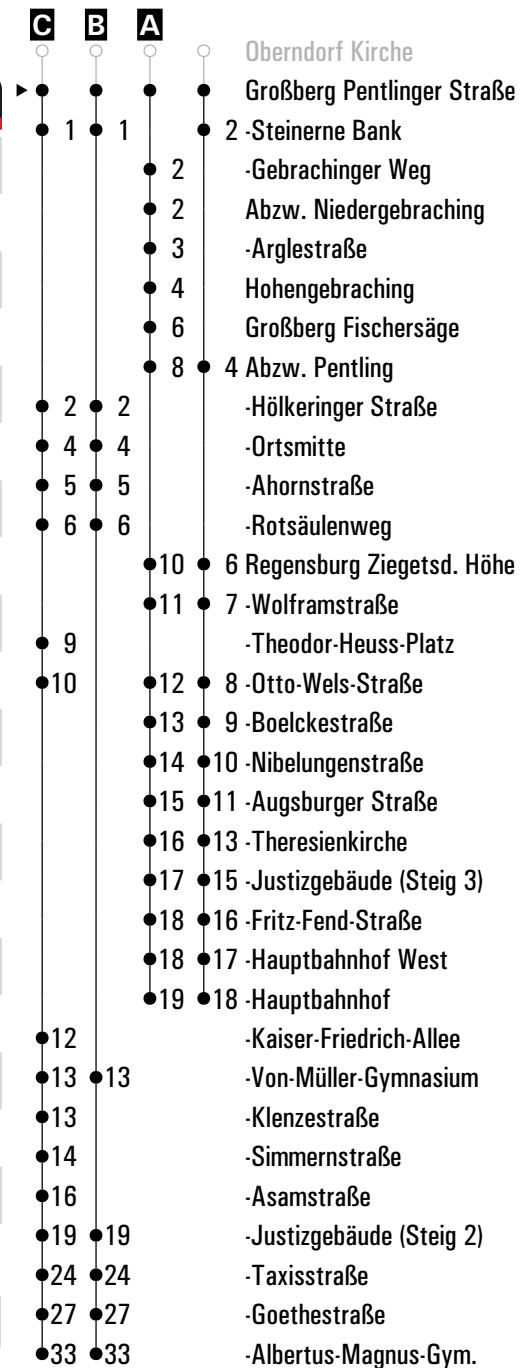 C B A
Oberndorf Kirche
Großberg Pentlinger Straße
1 1 2 -Steinerne Bank
2 -Gebrachinger Weg
2 Abzw. Niedergebraching
3 -Arglestraße
4 Hohengebraching
6 Großberg Fischersäge
8 4 Abzw. Pentling
2 2 -Hölkeringer Straße
4 4 -Ortsmitte
5 5 -Ahornstraße
6 6 -Rotsäulenweg
10 6 Regensburg Ziegetsd. Höhe
11 7 -Wolframstraße
9 -Theodor-Heuss-Platz
10 12 8 -Otto-Wels-Straße
13 9 -Boelckestraße
14 10 -Nibelungenstraße
15 11 -Augsburger Straße
16 13 -Theresienkirche
17 15 -Justizgebäude (Steig 3)
18 16 -Fritz-Fend-Straße
18 17 -Hauptbahnhof West
19 18 -Hauptbahnhof
12 -Kaiser-Friedrich-Allee
13 13 -Von-Müller-Gymnasium
13 -Klenzestraße
14 -Simmernstraße
16 -Asamstraße
19 19 -Justizgebäude (Steig 2)
24 24 -Taxisstraße
27 27 -Goethestraße
33 33 -Albertus-Magnus-Gym.